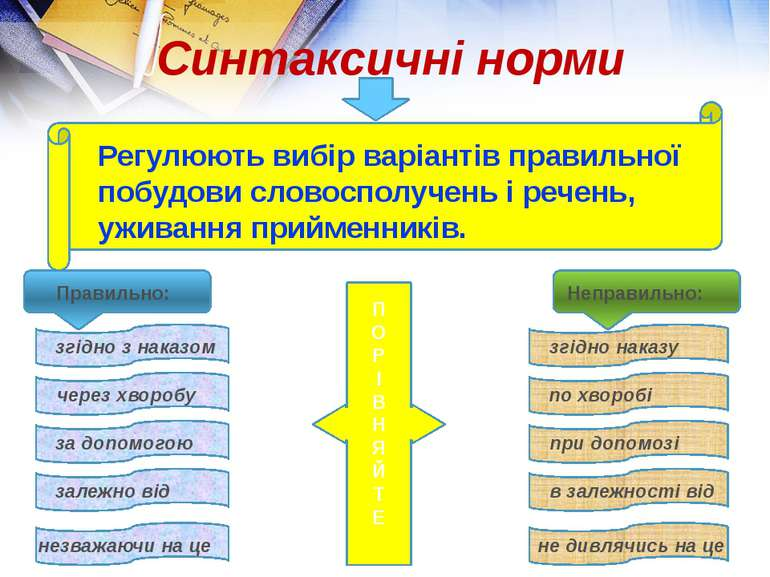 Синтаксичні норми
Регулюють вибір варіантів правильної
побудови словосполучень і речень,
уживання прийменників.
Правильно:
згідно з наказом
через хворобу
за допомогою
залежно від
незважаючи на це
П
О
Р
І
В
Н
Я
Й
Т
Е
Неправильно:
згідно наказу
по хворобі
при допомозі
в залежності від
не дивлячись на це